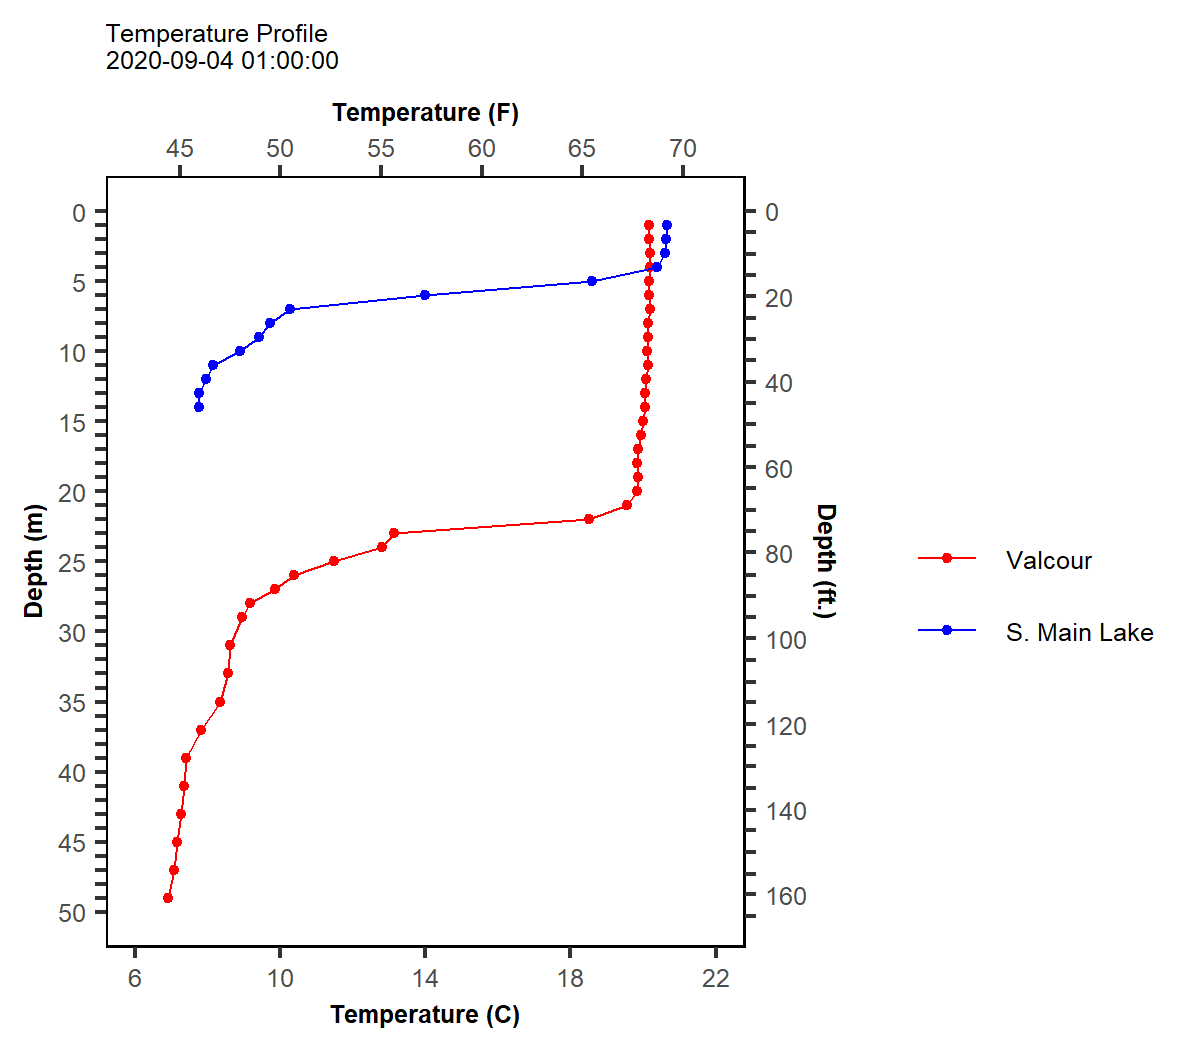 Temperature Profile
2020-09-04 01:00:00
Temperature (F)
45 50 55 60 65 70
0
5
10
15
20
25
30
35
40
45
50
Depth (m)
0
20
40
60
80
100
120
140
160
Depth (ft.)
Valcour
S. Main Lake
6 10 14 18 22
Temperature (C)